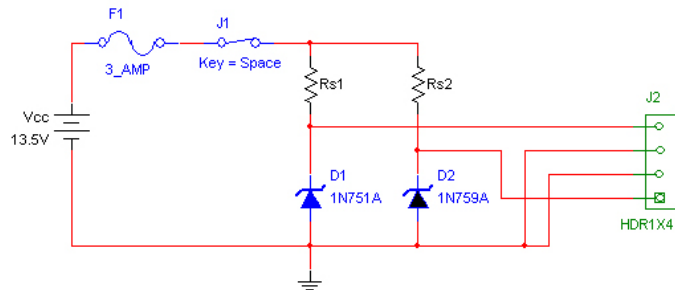 F1
3_AMP
J1
Key = Space
Rs1
Rs2
J2
Vcc
13.5V
D1
1N751A
D2
1N759A
HDR1X4